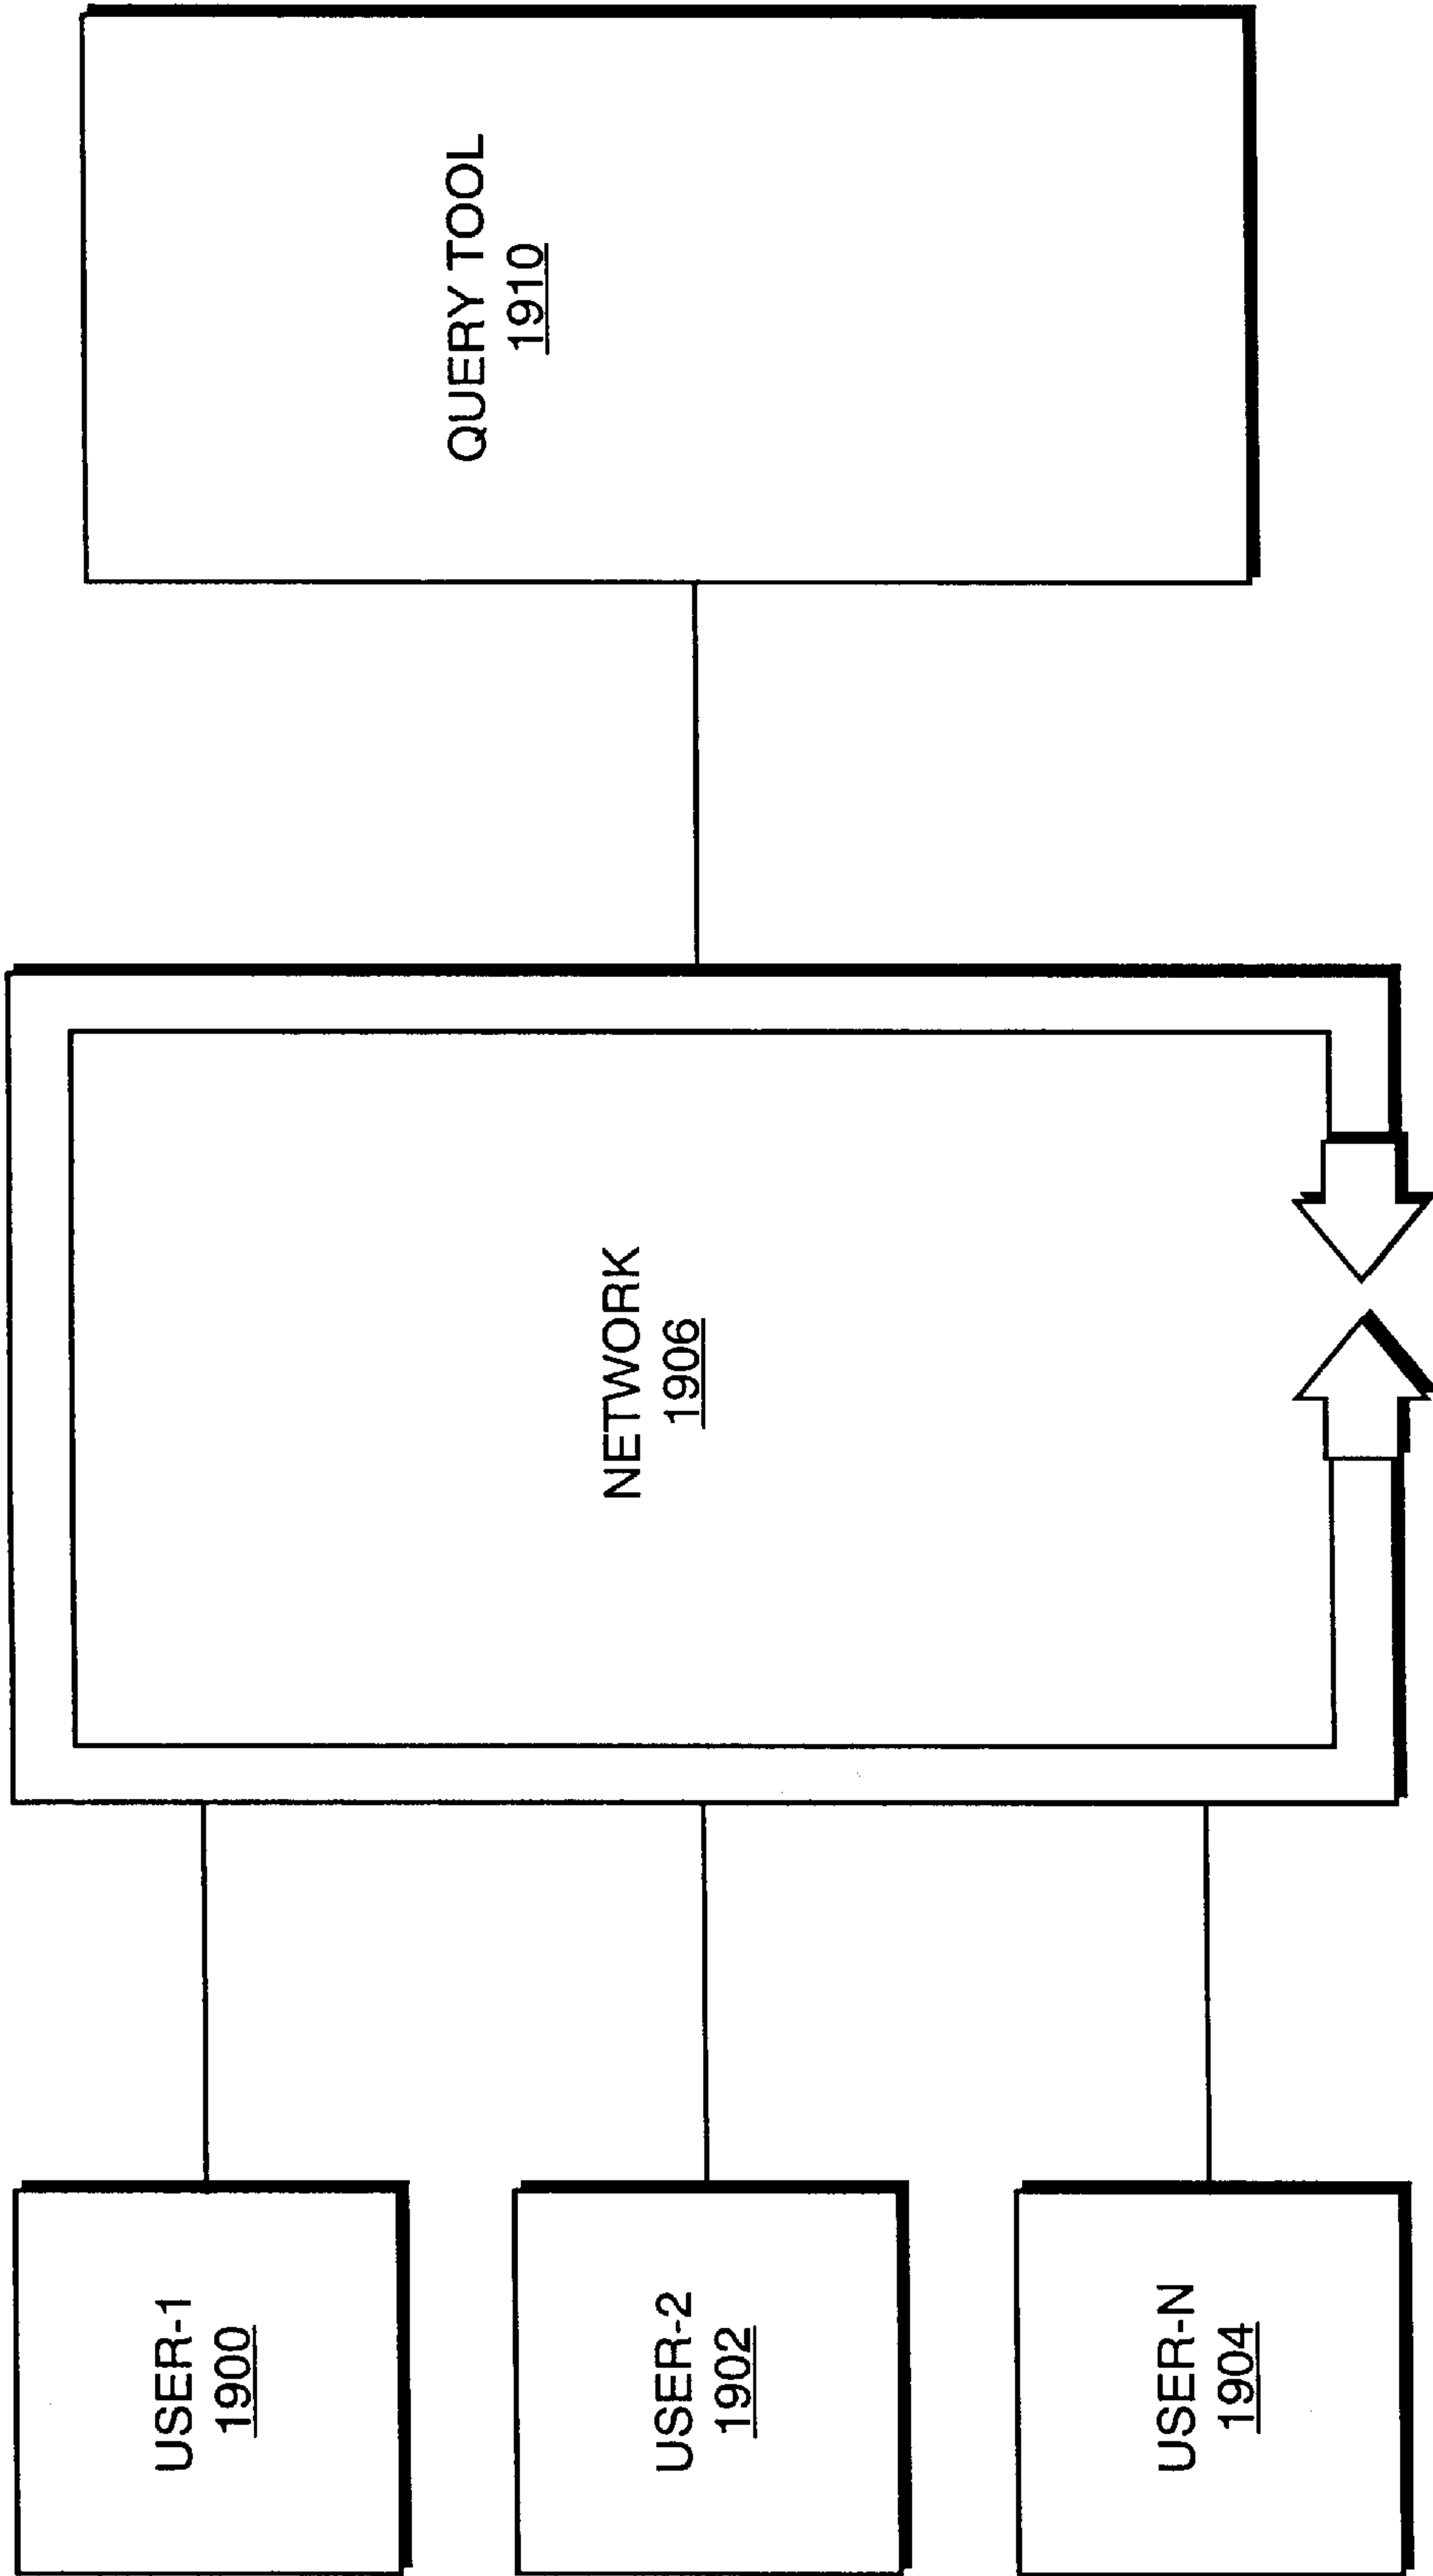 USER-1
1900
USER-2
1902
USER-N
1904
NETWORK
1906
QUERY TOOL
1910